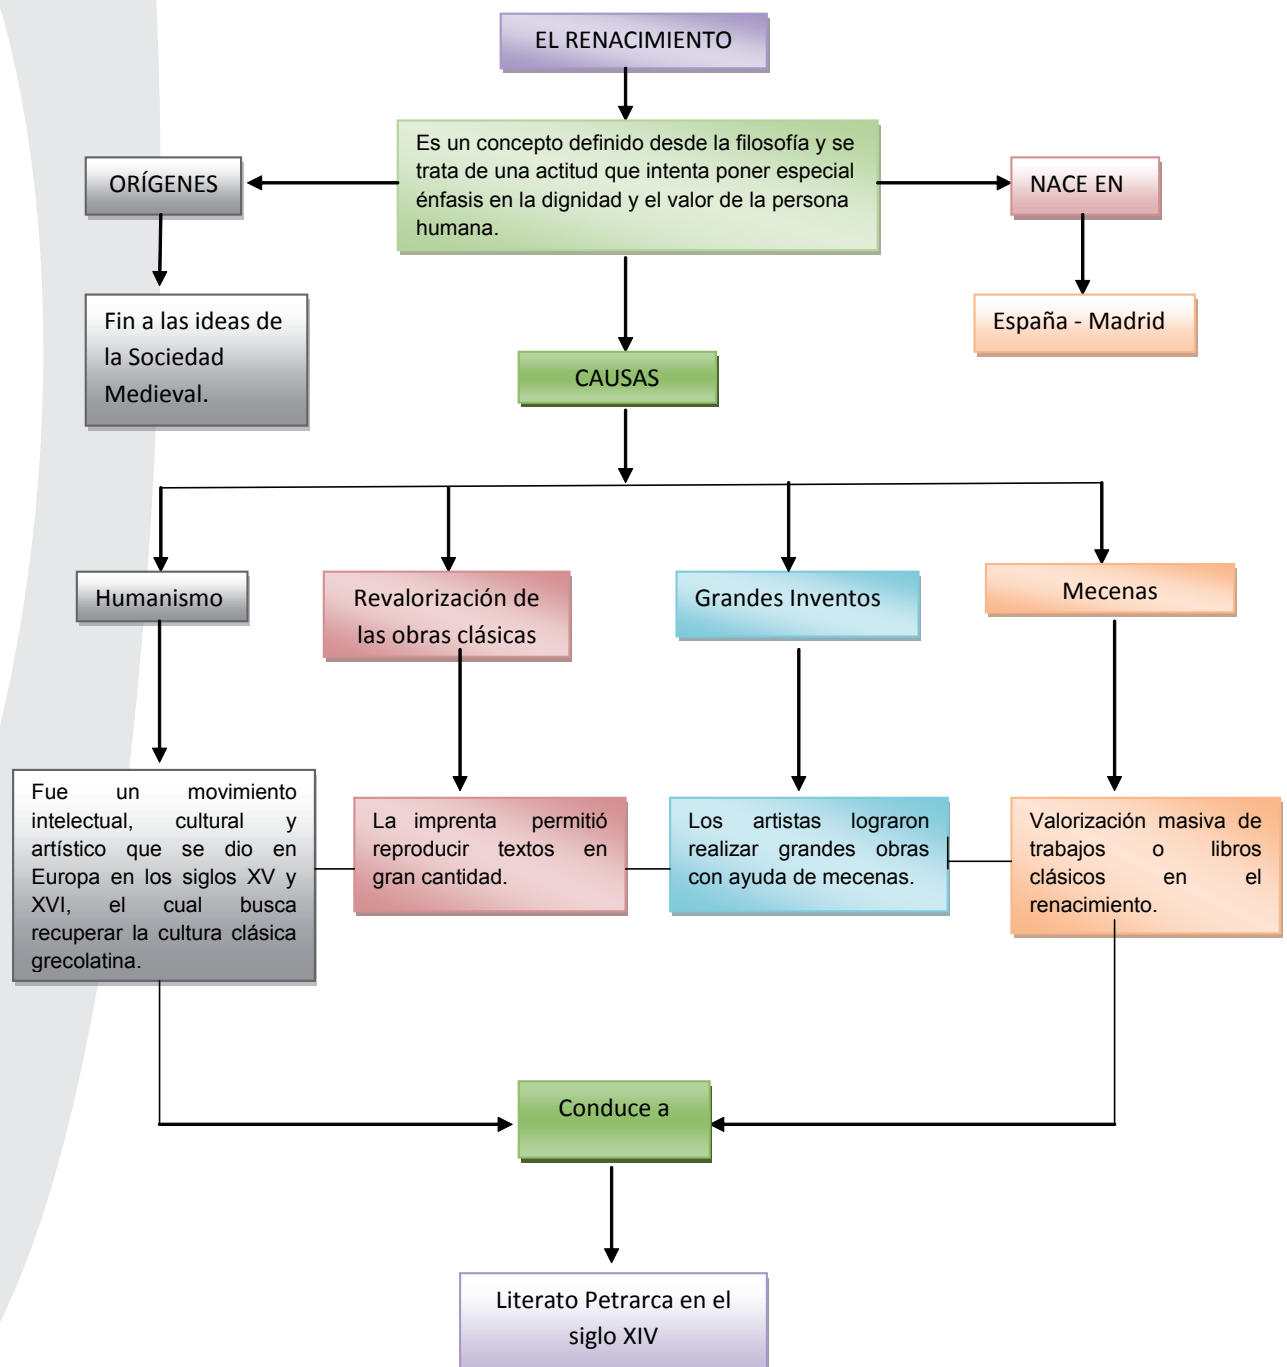 EL RENACIMIENTO
Es un concepto definido desde la filosofía y se
trata de una actitud que intenta poner especial
énfasis en la dignidad y el valor de la persona
humana.
ORÍGENES
NACE EN
Fin a las ideas de
la Sociedad
Medieval.
España - Madrid
CAUSAS
Humanismo
Revalorización de
las obras clásicas
Grandes Inventos
Mecenas
Fue un movimiento
intelectual, cultural y
artístico que se dio en
Europa en los siglos XV y
XVI, el cual busca
recuperar la cultura clásica
grecolatina.
La imprenta permitió
reproducir textos en
gran cantidad.
Los artistas lograron
realizar grandes obras
con ayuda de mecenas.
Valorización masiva de
trabajos o libros
clásicos en el
renacimiento.
Conduce a
Literato Petrarca en el
siglo XIV